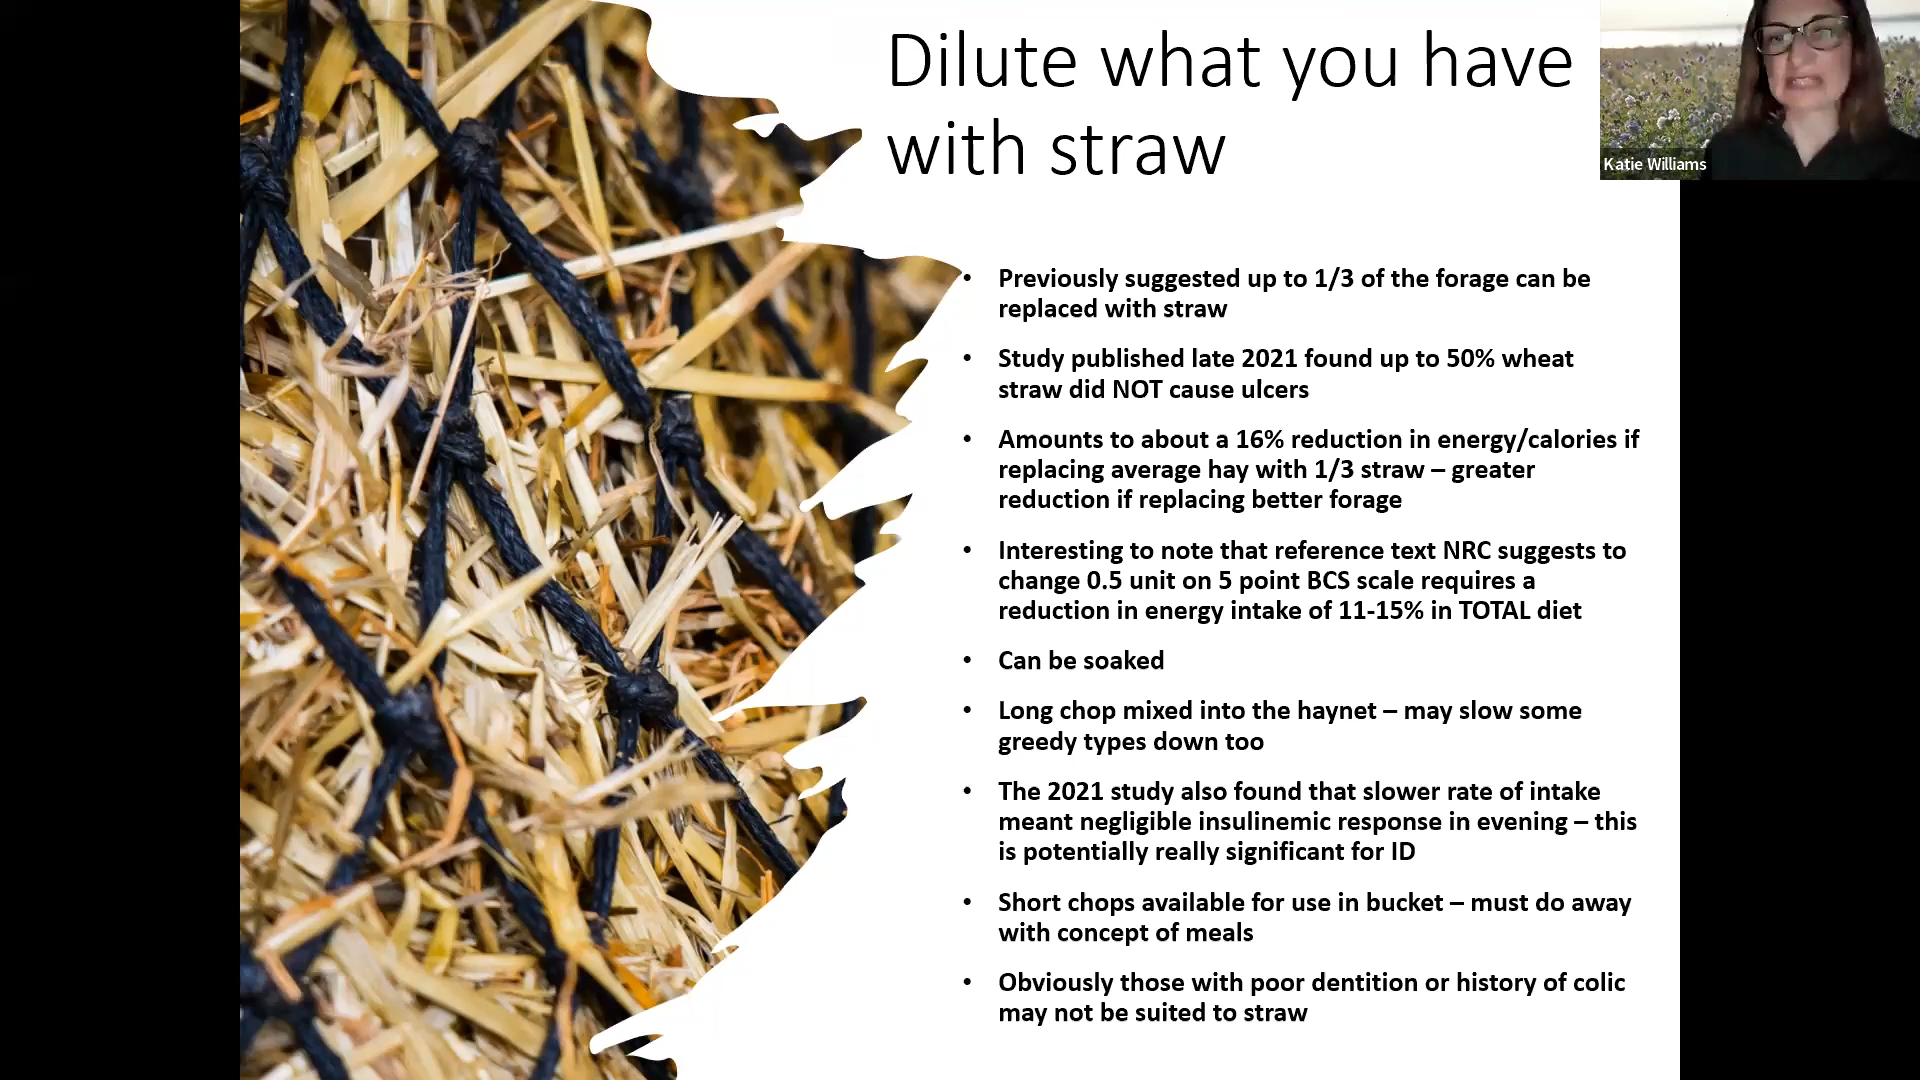 Dilute what you have
with straw
Katie Williams
• Previously suggested up to 1/3 of the forage can be
replaced with straw
• Study published late 2021 found up to 50% wheat
straw did NOT cause ulcers
• Amounts to about a 16% reduction in energy/calories if
replacing average hay with 1/3 straw – greater
reduction if replacing better forage
• Interesting to note that reference text NRC suggests to
change 0.5 unit on 5 point BCS scale requires a
reduction in energy intake of 11-15% in TOTAL diet
• Can be soaked
• Long chop mixed into the haynet – may slow some
greedy types down too
• The 2021 study also found that slower rate of intake
meant negligible insulinemic response in evening – this
is potentially really significant for ID
• Short chops available for use in bucket – must do away
with concept of meals
• Obviously those with poor dentition or history of colic
may not be suited to straw